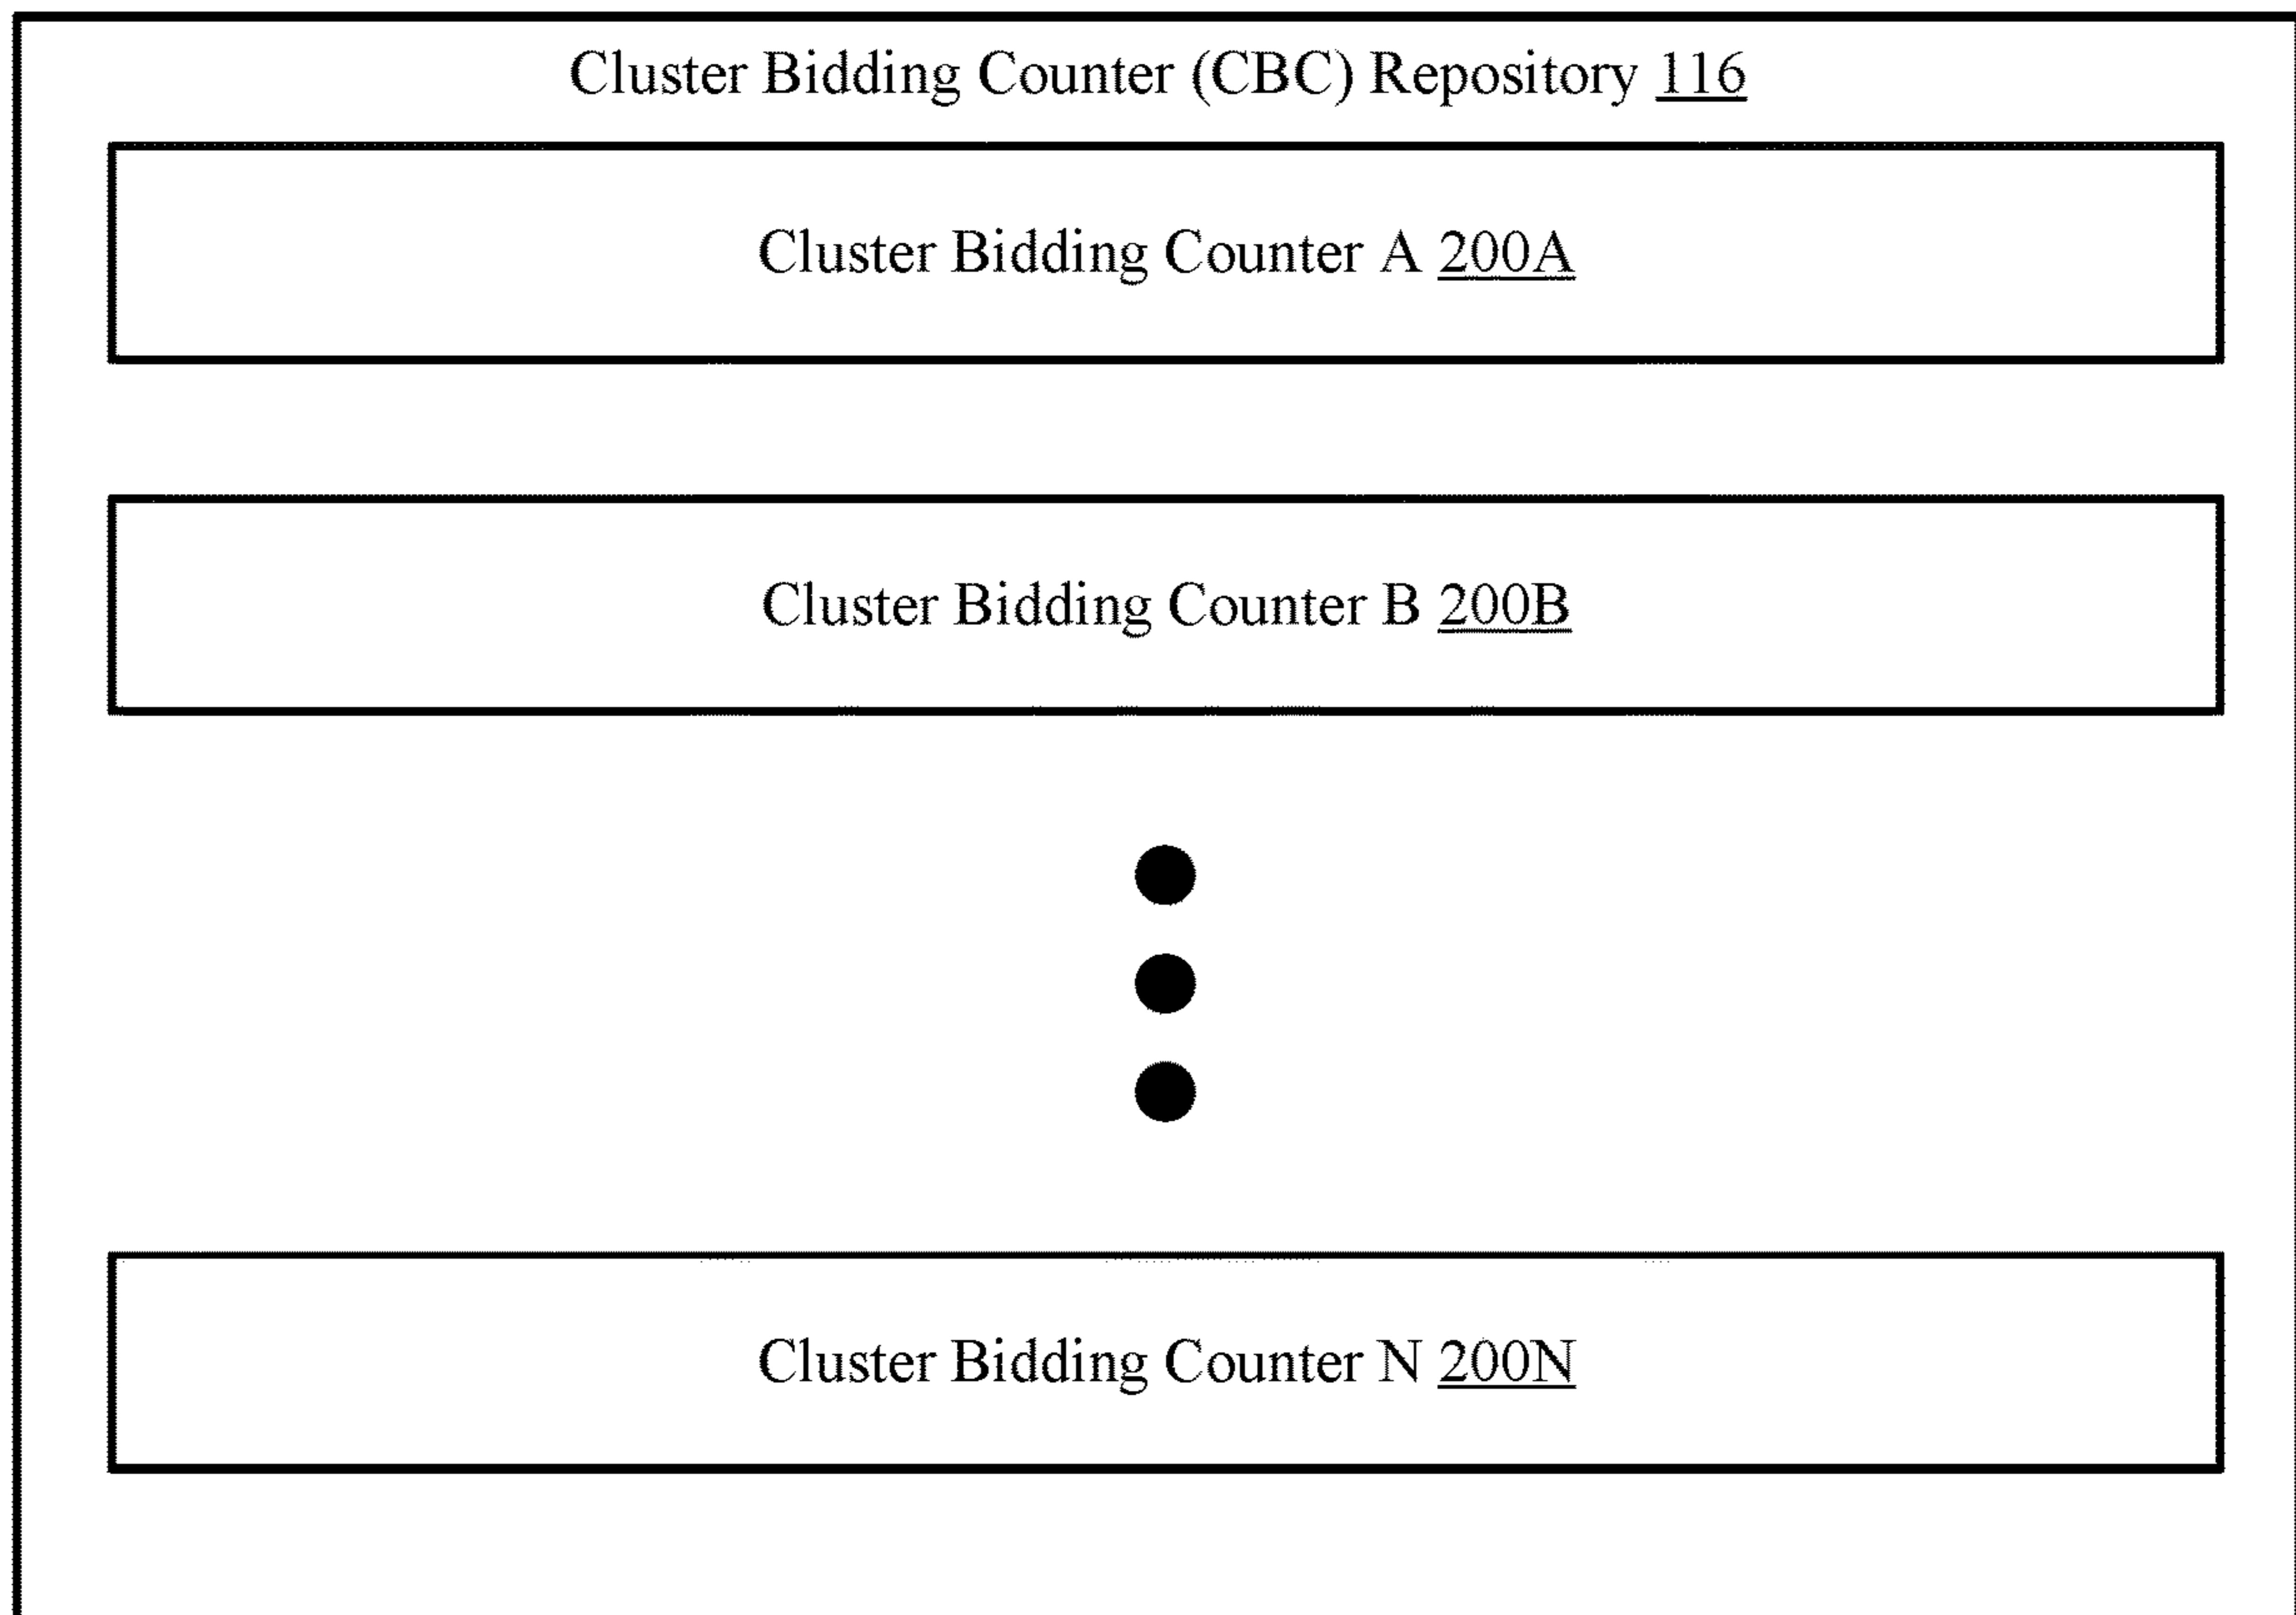 Cluster Bidding Counter (CBC) Repository 116
Cluster Bidding Counter A 200A
Cluster Bidding Counter B 200B
Cluster Bidding Counter N 200N